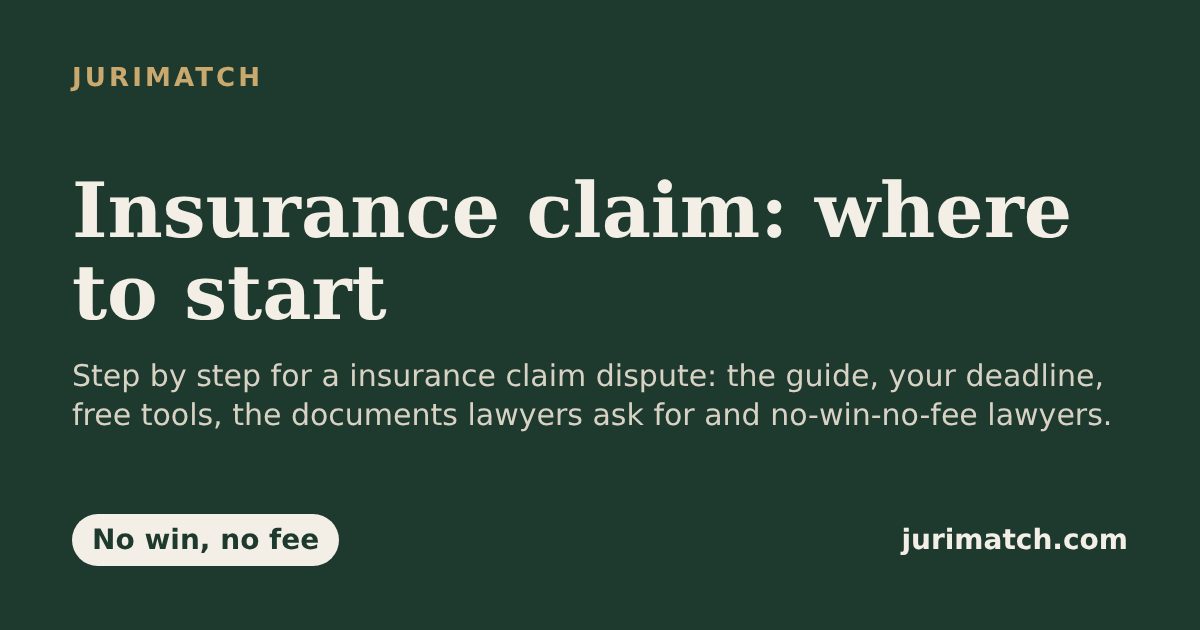 JURIMATCH
Insurance claim: where
to start
Step by step for a insurance claim dispute: the guide, your deadline,
free tools, the documents lawyers ask for and no-win-no-fee lawyers.
No win, no fee
jurimatch.com